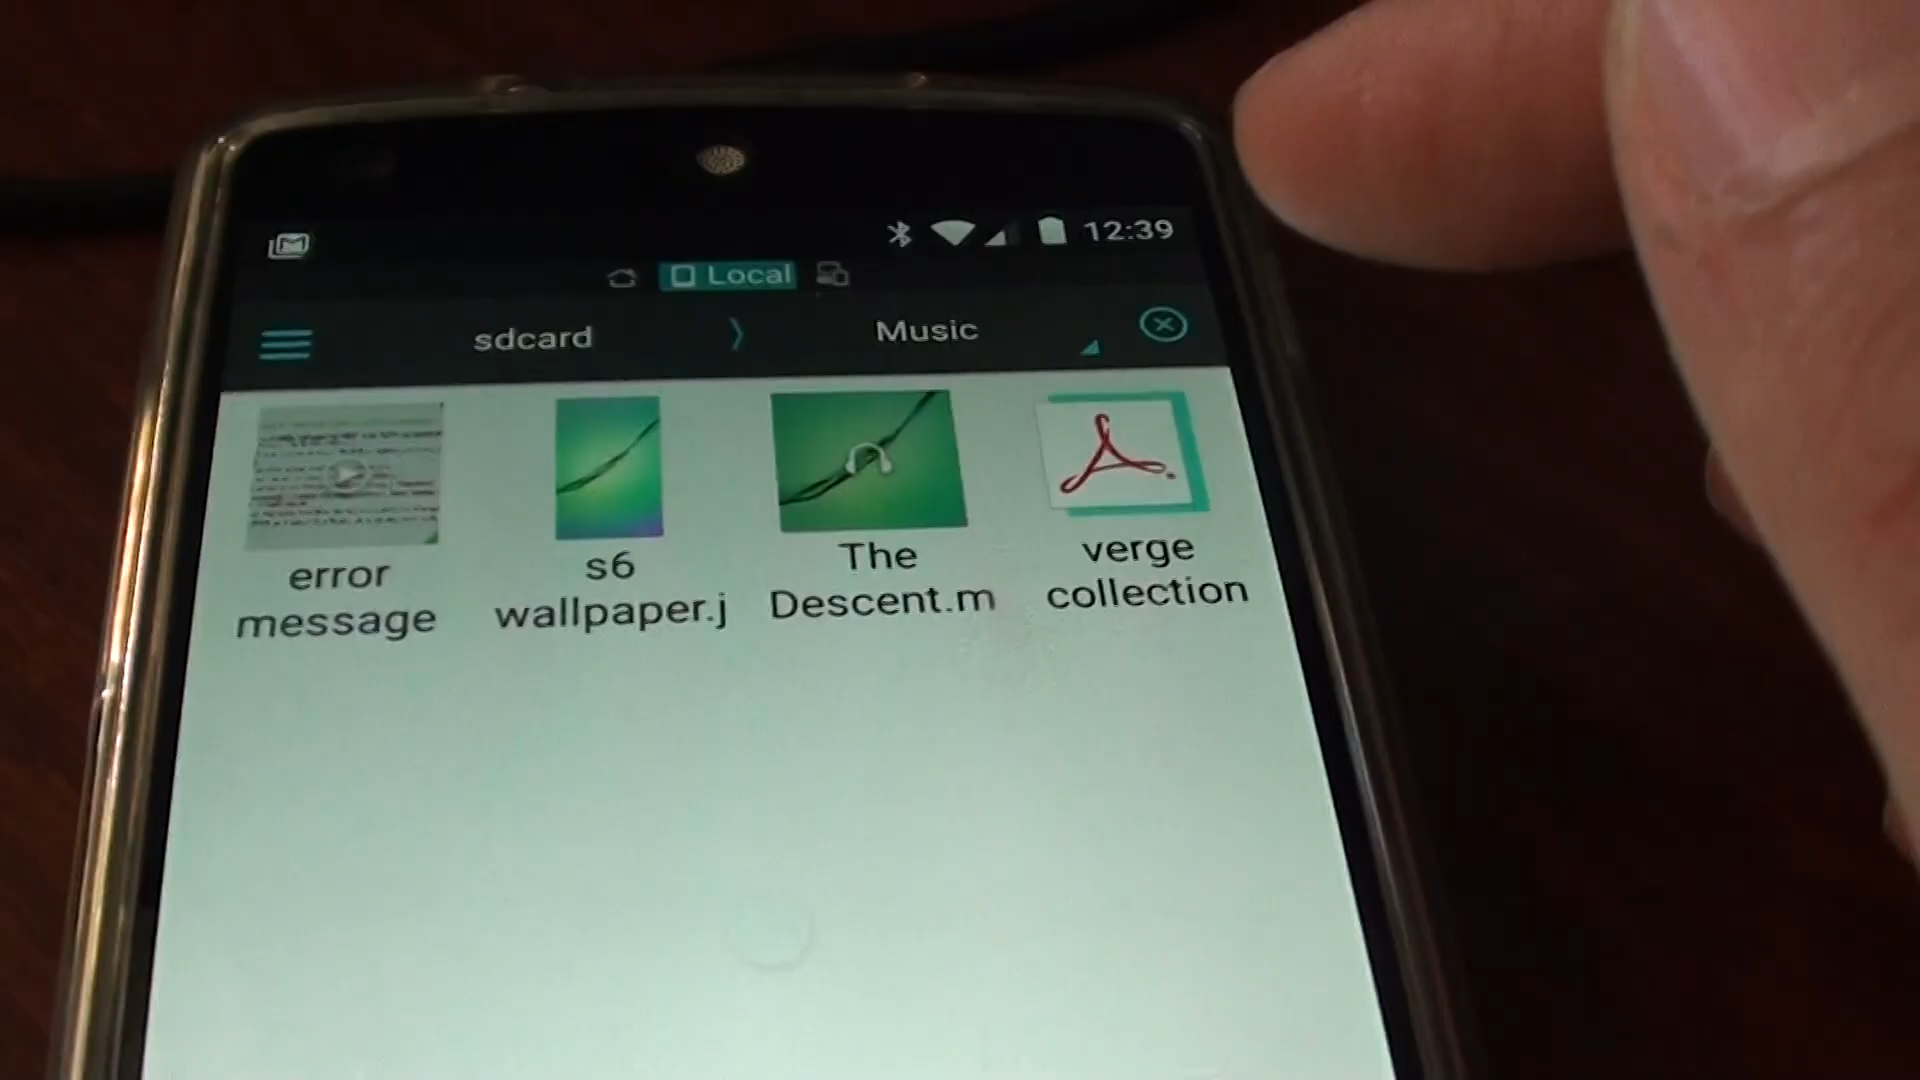 12:39
Local
sdcard
Music
error
message
s6
wallpaper.j
The
Descent.m
verge
collection